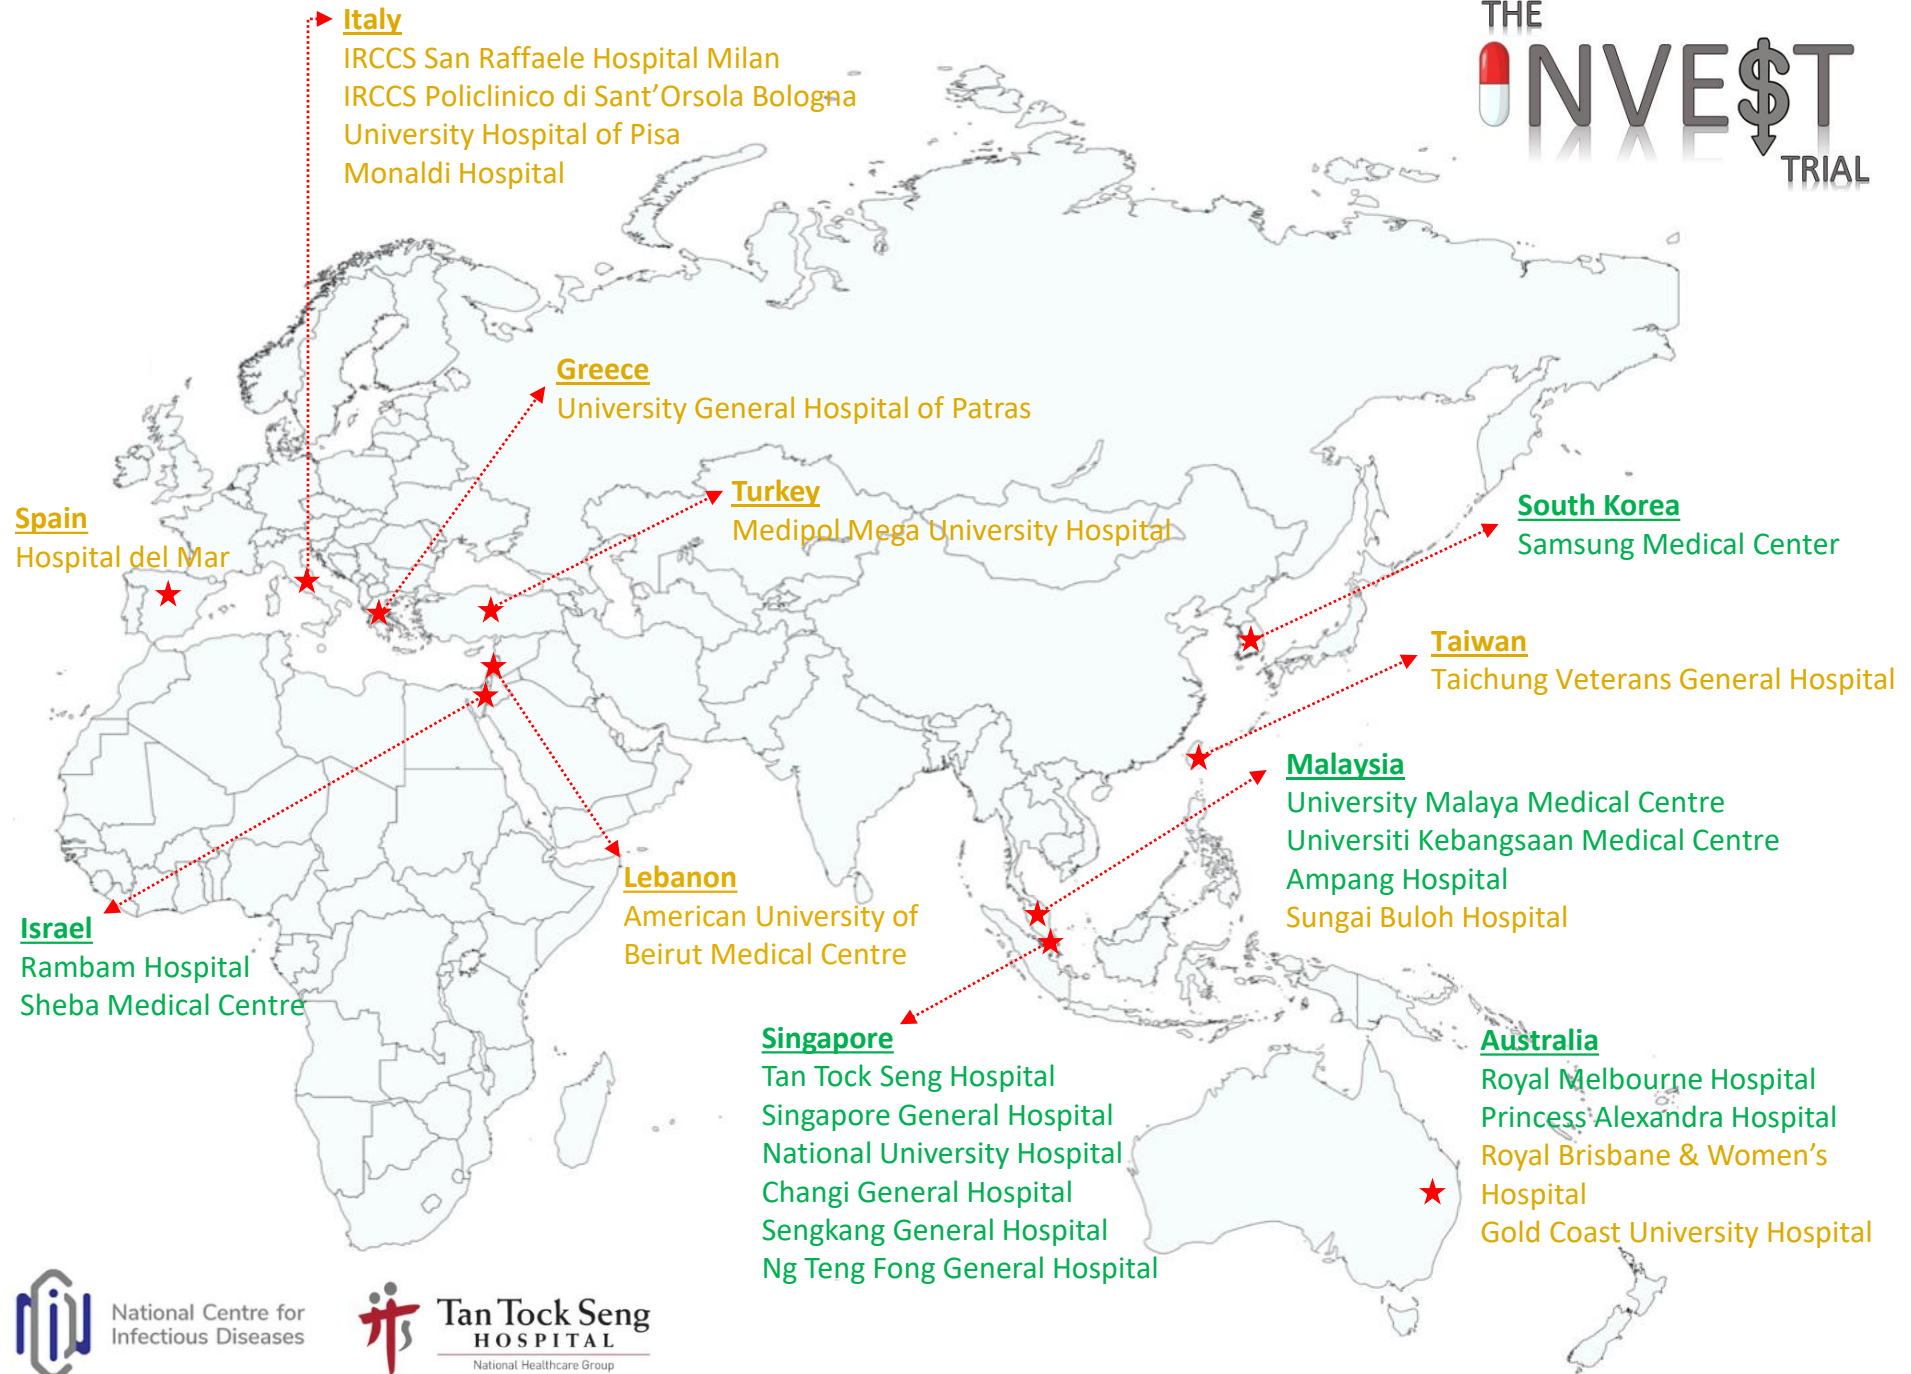 THE
INVE$T
TRIAL
Italy
IRCCS San Raffaele Hospital Milan
IRCCS Policlinico di Sant'Orsola Bologna
University Hospital of Pisa
Monaldi Hospital
Greece
University General Hospital of Patras
Turkey
Medipol Mega University Hospital
Spain
Hospital del Mar
South Korea
Samsung Medical Center
Taiwan
Taichung Veterans General Hospital
Malaysia
University Malaya Medical Centre
Universiti Kebangsaan Medical Centre
Ampang Hospital
Sungai Buloh Hospital
Lebanon
American University of
Beirut Medical Centre
Israel
Rambam Hospital
Sheba Medical Centre
Singapore
Tan Tock Seng Hospital
Singapore General Hospital
National University Hospital
Changi General Hospital
Sengkang General Hospital
Ng Teng Fong General Hospital
Australia
Royal Melbourne Hospital
Princess Alexandra Hospital
Royal Brisbane & Women's
Hospital
Gold Coast University Hospital
National Centre for
Infectious Diseases
Tan Tock Seng
HOSPITAL
National Healthcare Group